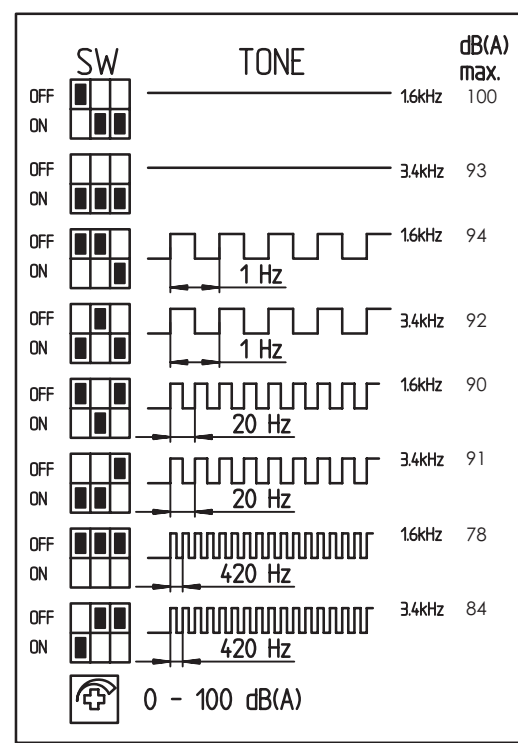 SW TONE dB(A)
max.
OFF 1.6kHz 100
ON
OFF 3.4kHz 93
ON
OFF 1.6kHz 94
ON 1 Hz
OFF 3.4kHz 92
ON 1 Hz
OFF 1.6kHz 90
ON 20 Hz
OFF 3.4kHz 91
ON 20 Hz
OFF 1.6kHz 78
ON 420 Hz
OFF 3.4kHz 84
ON 420 Hz
0 - 100 dB(A)